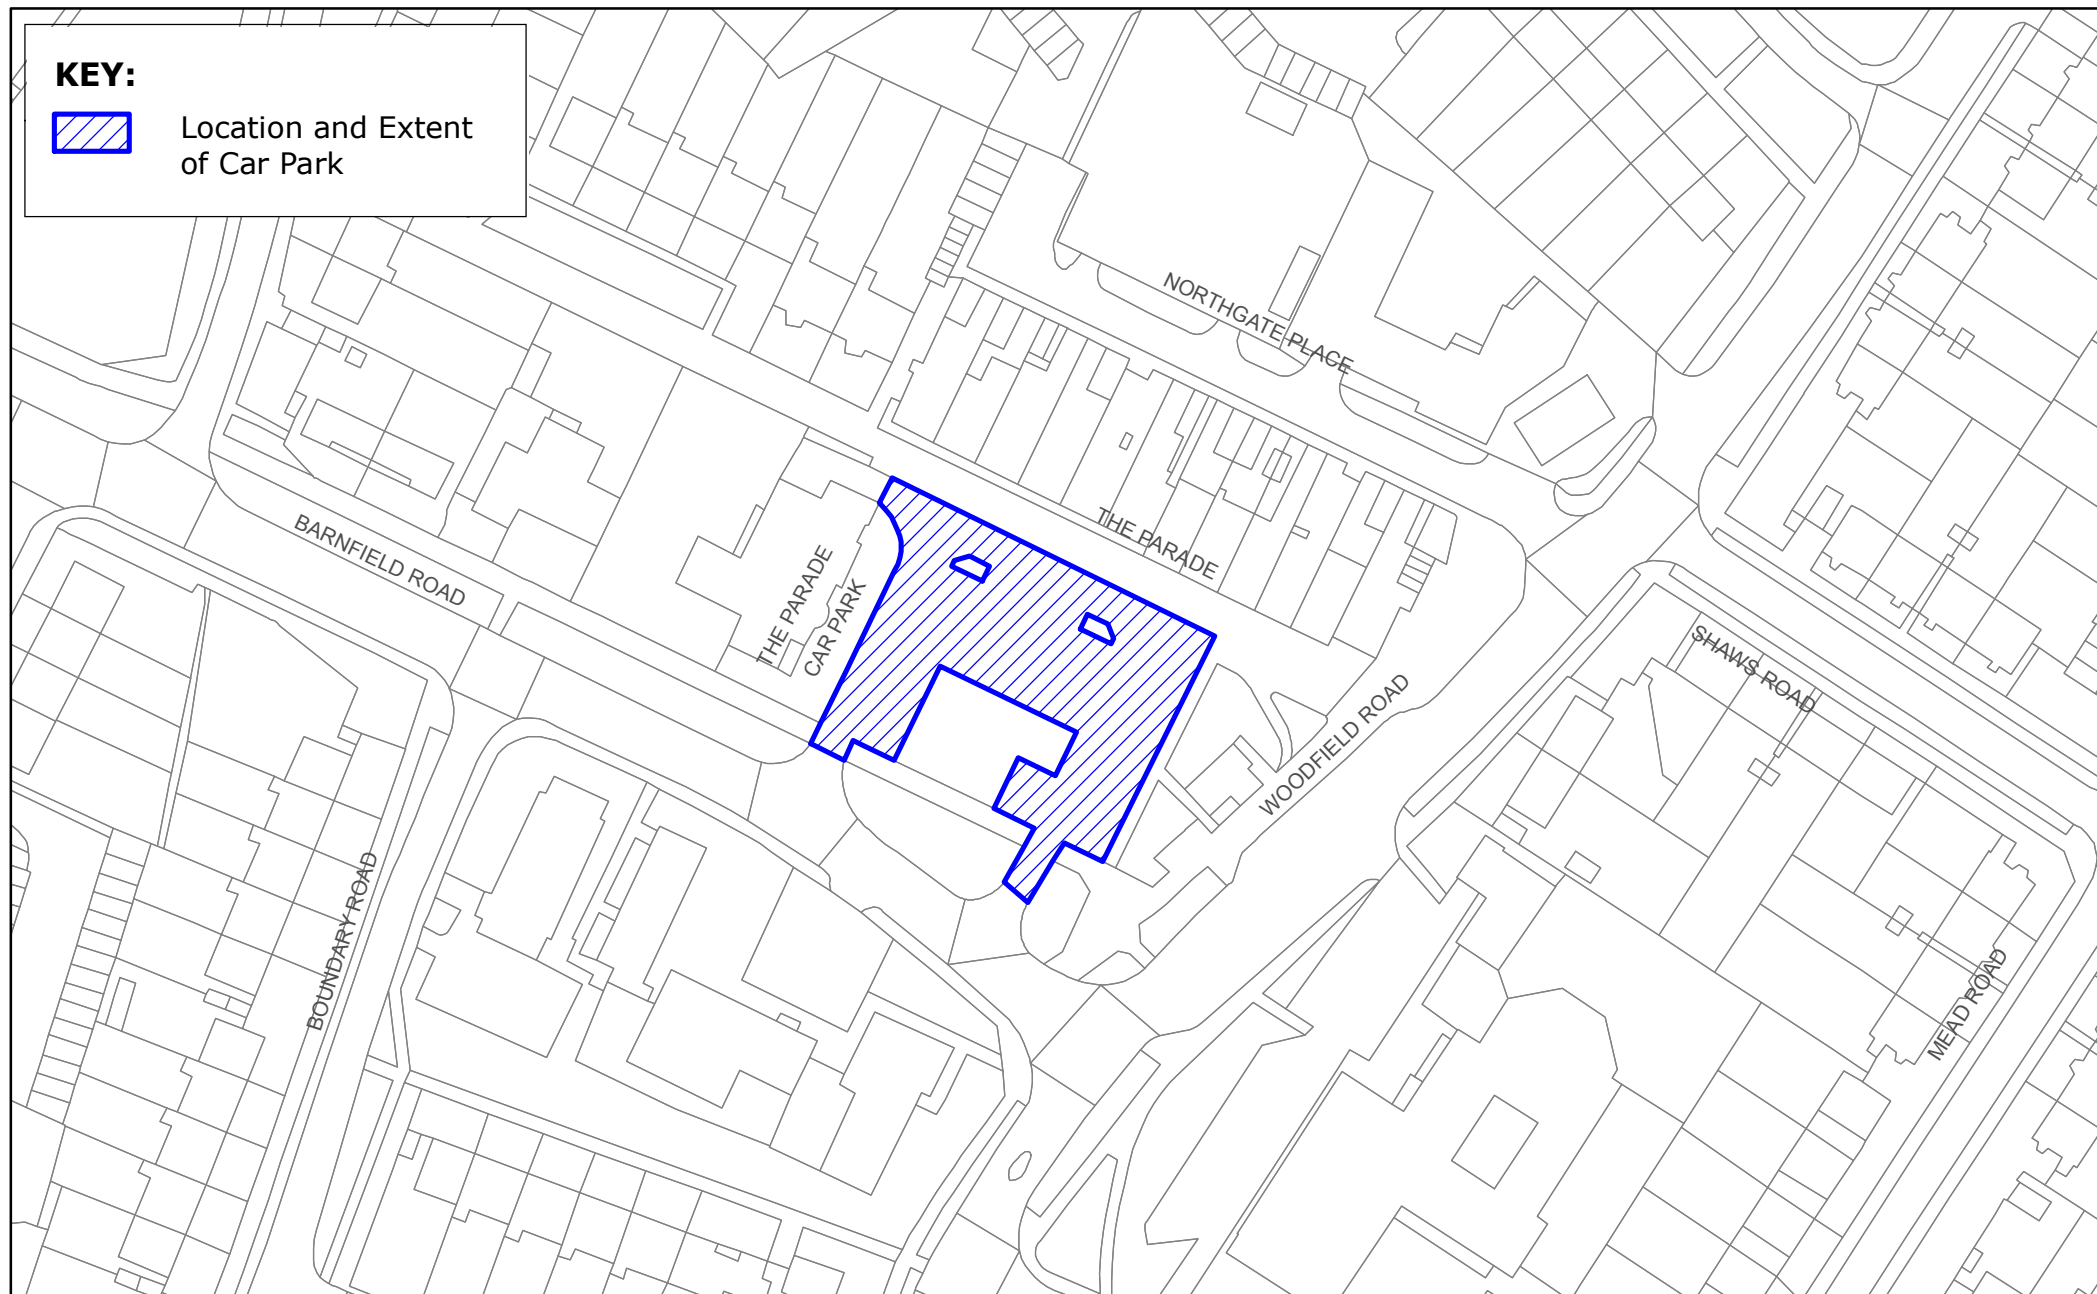 KEY:
Location and Extent
of Car Park
NORTHGATE PLACE
THE PARADE
BARNFIELD ROAD
THE PARADE
CAR PARK
SHAWS ROAD
WOODFIELD ROAD
BOUNDARY ROAD
MEAD ROAD